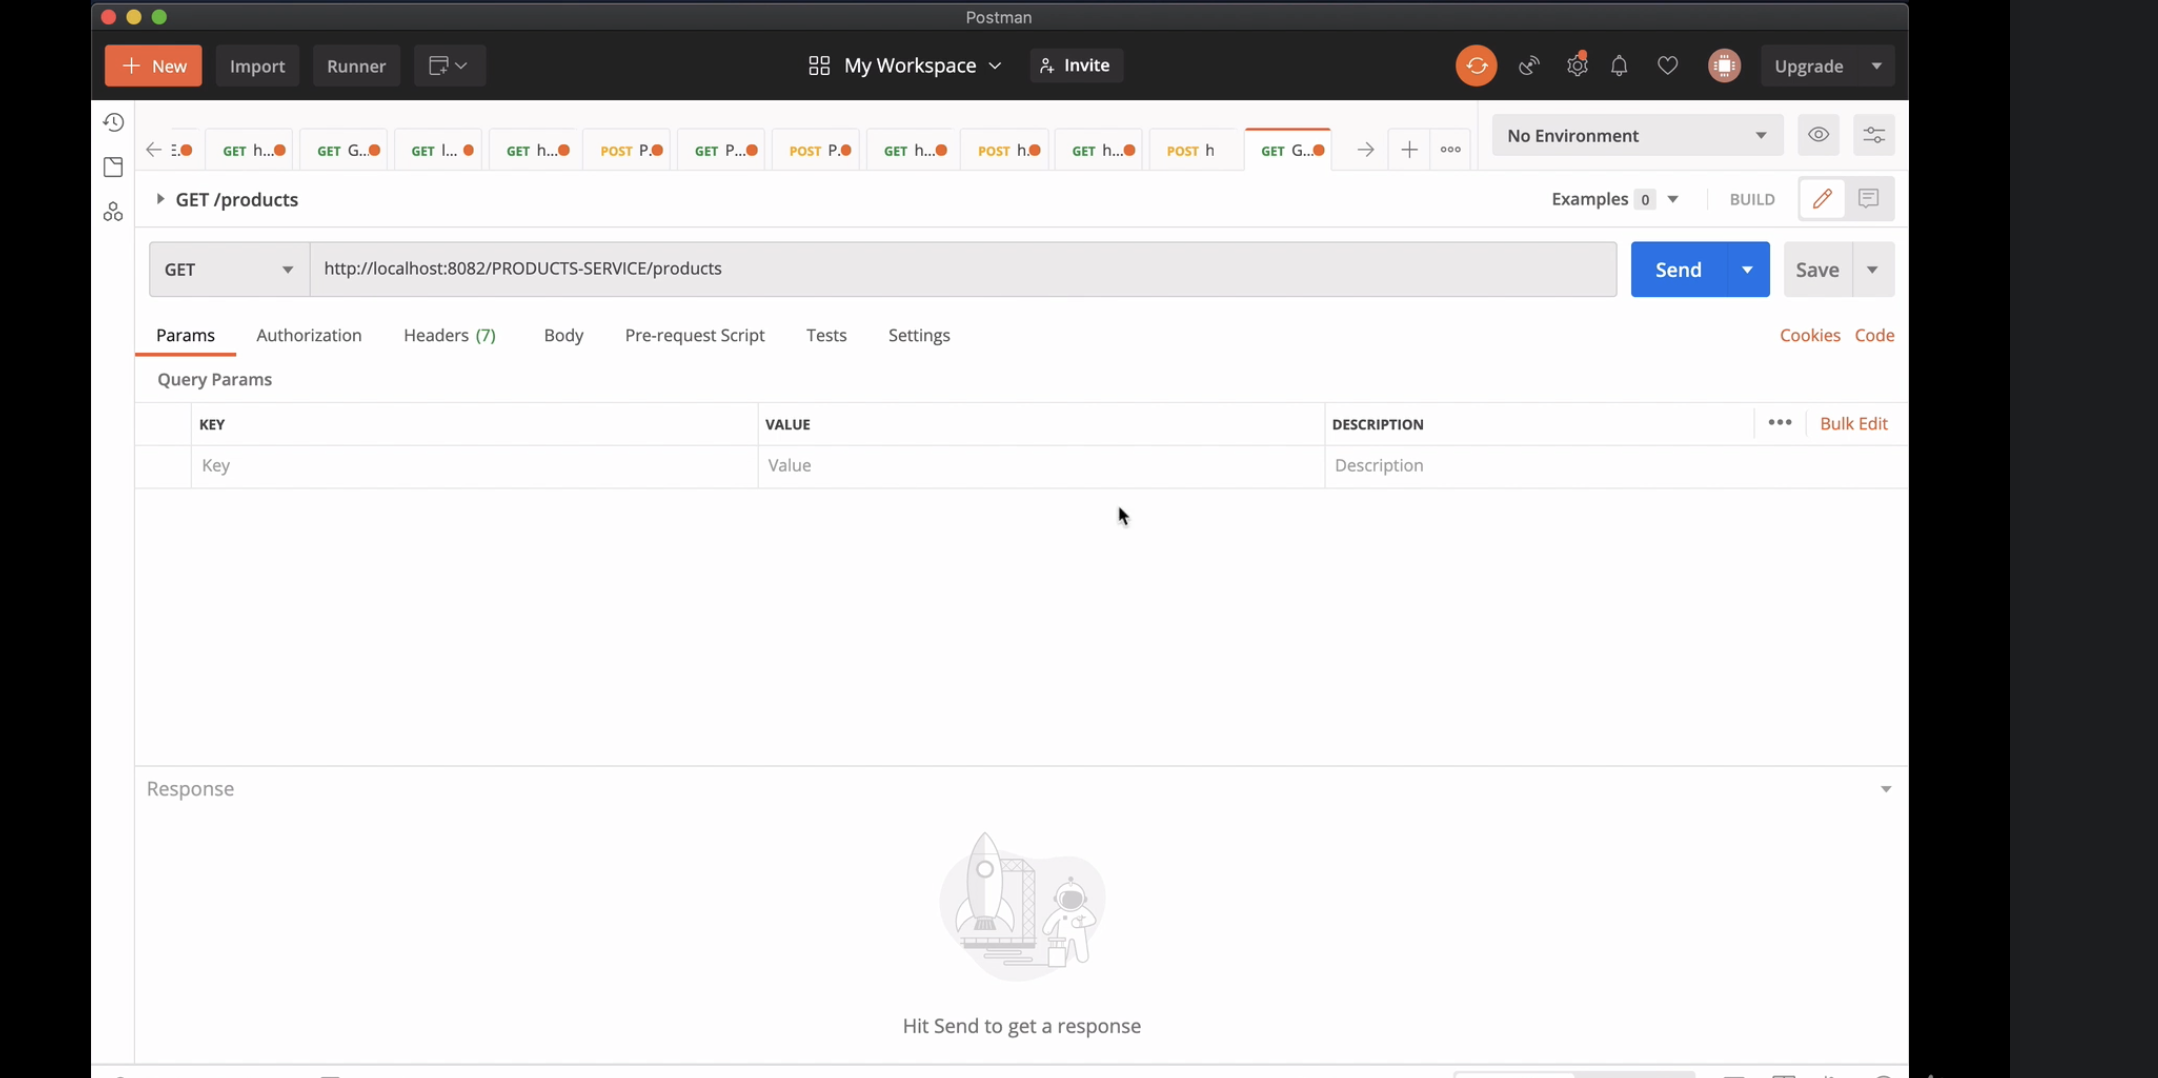 Postman
New Import Runner My Workspace Invite Upgrade
E. GET h... GET G... GET I... GET h... POST P. GET P... POST P. GET h... POST h. GET h... POST h GET G... No Environment
GET /products Examples 0 BUILD
GET http://localhost:8082/PRODUCTS-SERVICE/products Send Save
Params Authorization Headers (7) Body Pre-request Script Tests Settings Cookies Code
Query Params
KEY VALUE DESCRIPTION Bulk Edit
Key Value Description
Response
Hit Send to get a response